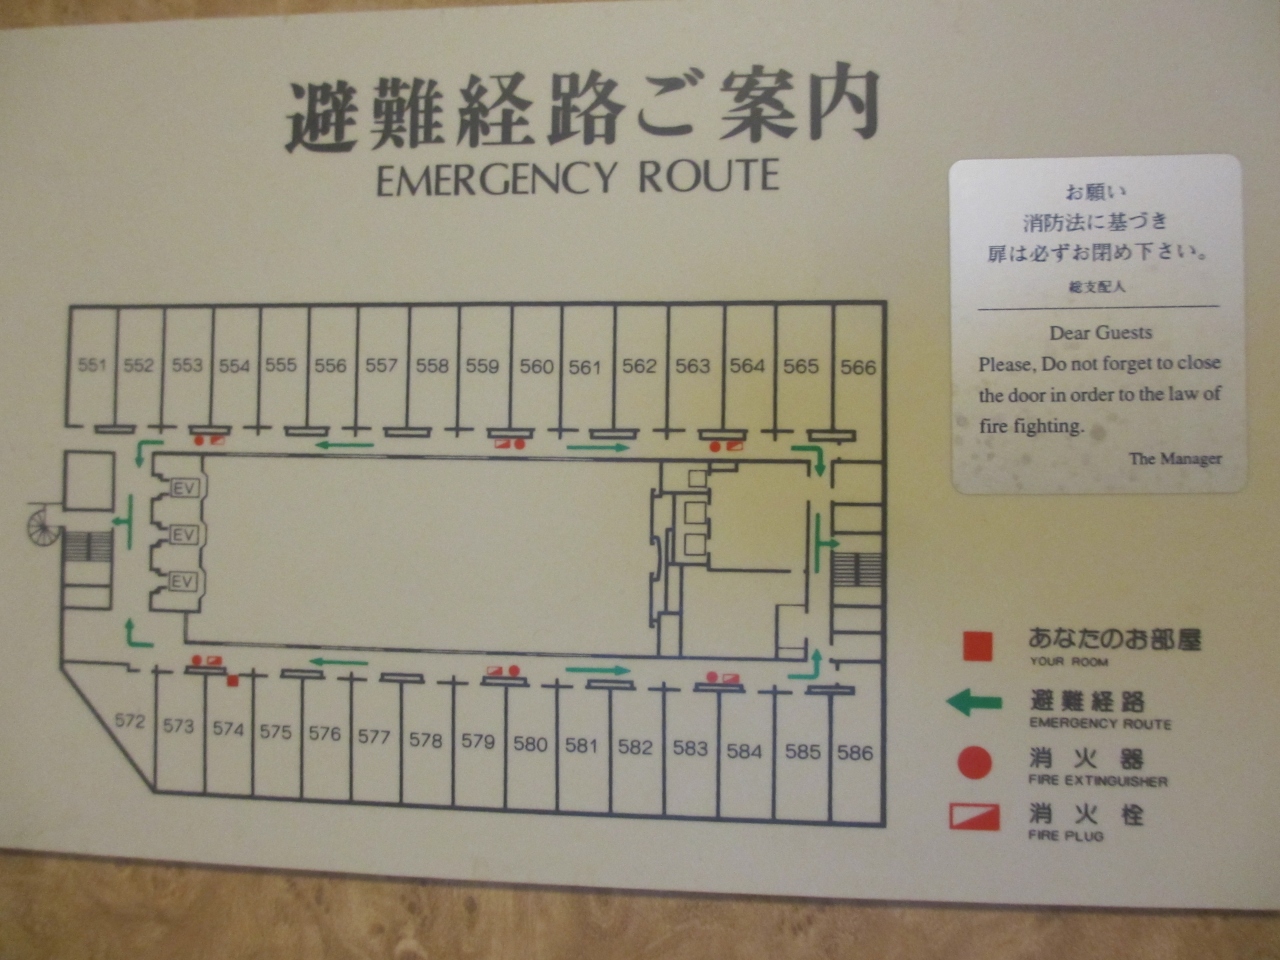 避難経路ご案内
EMERGENCY ROUTE
お願い
消防法に基づき
扉は必ずお閉め下さい。
総支配人
Dear Guests
Please, Do not forget to close
the door in order to the law of
fire fighting.
The Manager
551 552 553 554 555 556 557 558 559 560 561 562 563 564 565 566
EV
EV
EV
572 573 574 575 576 577 578 579 580 581 582 583 584 585 586
あなたのお部屋
YOUR ROOM
避難経路
EMERGENCY ROUTE
消火器
FIRE EXTINGUISHER
消火栓
FIRE PLUG